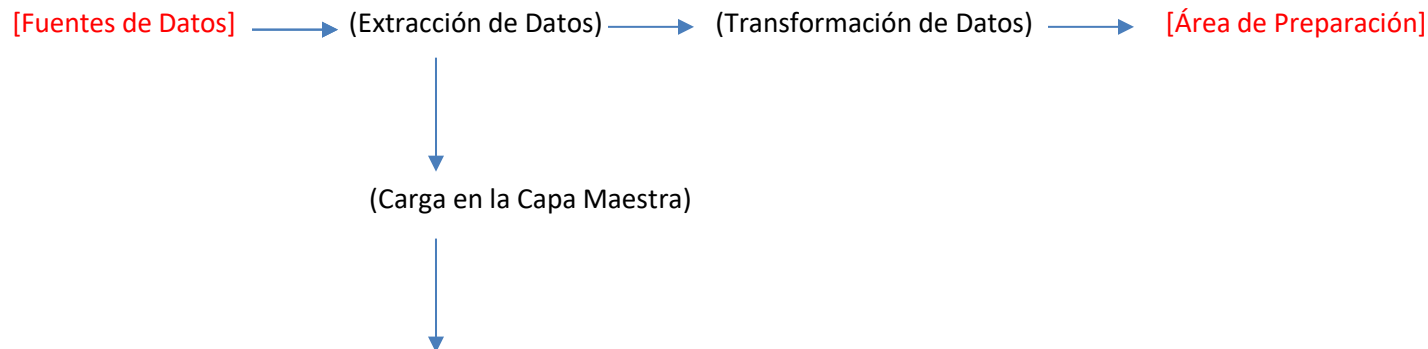 [Fuentes de Datos] (Extracción de Datos) (Transformación de Datos) [Área de Preparación]
(Carga en la Capa Maestra)